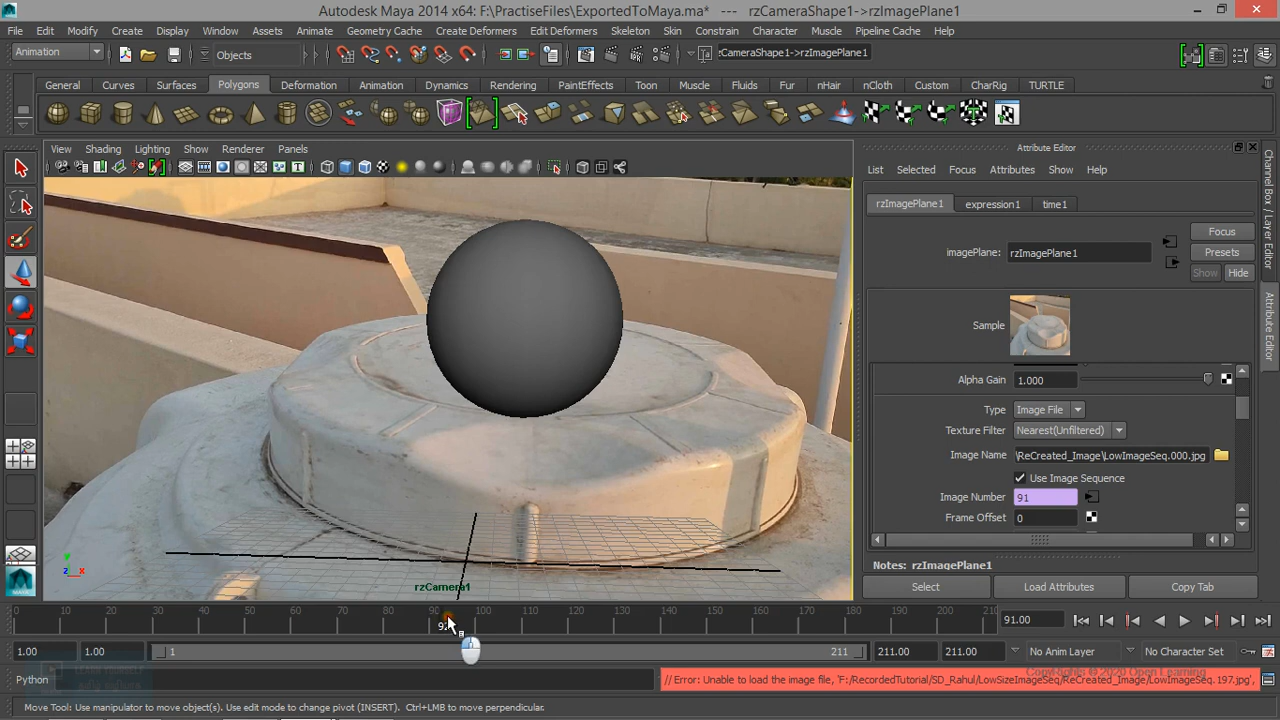 Autodesk Maya 2014 x64: F:\PractiseFiles\ExportedToMaya.ma* --- rzCameraShape1->rzImagePlane1
File Edit Modify Create Display Window Assets Animate Geometry Cache Create Deformers Edit Deformers Skeleton Skin Constrain Character Muscle Pipeline Cache Help
Animation Objects zCameraShape1->rzImagePlane1
General Curves Surfaces Polygons Deformation Animation Dynamics Rendering PaintEffects Toon Muscle Fluids Fur nHair nCloth Custom CharRig TURTLE
View Shading Lighting Show Renderer Panels
Attribute Editor
List Selected Focus Attributes Show Help
rzImagePlane1 expression1 time1
Focus
imagePlane: rzImagePlane1 Presets
Show Hide
Sample
Alpha Gain 1.000
Type Image File
Texture Filter Nearest(Unfiltered)
Image Name \ReCreated_Image\LowImageSeq.000.jpg
Use Image Sequence
Image Number 91
Frame Offset 0
Notes: rzImagePlane1
Select Load Attributes Copy Tab
Channel Box / Layer Editor
Attribute Editor
y
z x
rzCamera1
0 10 20 30 40 50 60 70 80 90 100 110 120 130 140 150 160 170 180 190 200 210
91.00
1.00 1.00 1 211 211.00 211.00 No Anim Layer No Character Set
CopyRights © 2020 Open Learning
LEARN YOURSELF
Python // Error: Unable to load the image file, 'F:/RecordedTutorial/SD_Rahul/LowSizeImageSeq/ReCreated_Image/LowImageSeq.197.jpg',
Move Tool: Use manipulator to move object(s). Use edit mode to change pivot (INSERT). Ctrl+LMB to move perpendicular.